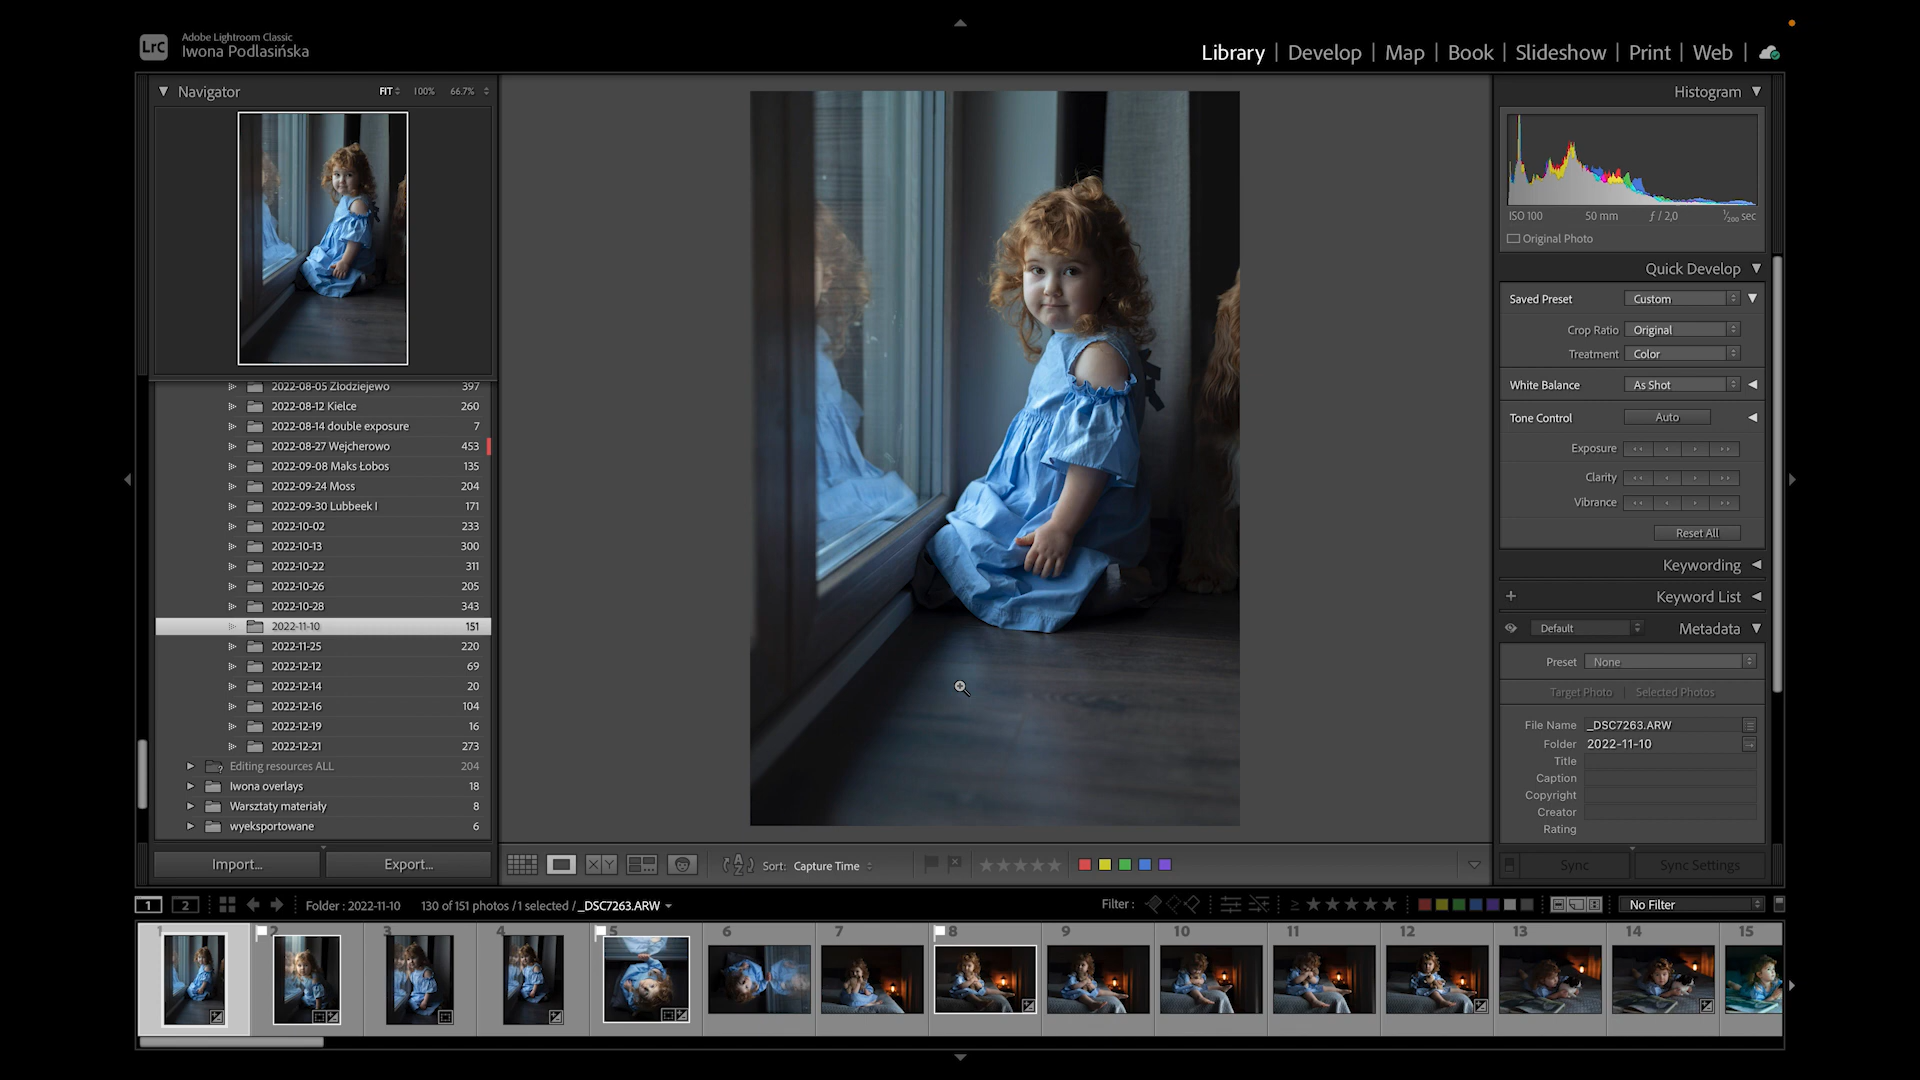 LrC
Adobe Lightroom Classic
Iwona Podlasińska
Library | Develop | Map | Book | Slideshow | Print | Web
Navigator FIT 100% 66.7%
2022-08-05 Złodziejewo 397
2022-08-12 Kielce 260
2022-08-14 double exposure 7
2022-08-27 Wejcherowo 453
2022-09-08 Maks Łobos 135
2022-09-24 Moss 204
2022-09-30 Lubbeek I 171
2022-10-02 233
2022-10-13 300
2022-10-22 311
2022-10-26 205
2022-10-28 343
2022-11-10 151
2022-11-25 220
2022-12-12 69
2022-12-14 20
2022-12-16 104
2022-12-19 16
2022-12-21 273
Editing resources ALL 204
Iwona overlays 18
Warsztaty materiały 8
wyeksportowane 6
Import... Export...
Histogram
ISO 100 50 mm ƒ / 2,0 1/200 sec
Original Photo
Quick Develop
Saved Preset Custom
Crop Ratio Original
Treatment Color
White Balance As Shot
Tone Control Auto
Exposure
Clarity
Vibrance
Reset All
Keywording
+ Keyword List
Default Metadata
Preset None
Target Photo | Selected Photos
File Name _DSC7263.ARW
Folder 2022-11-10
Title
Caption
Copyright
Creator
Rating
X Y Sort: Capture Time
Sync Sync Settings
1 2 Folder : 2022-11-10 130 of 151 photos / 1 selected / _DSC7263.ARW Filter : ≥ No Filter
1 2 3 4 5 6 7 8 9 10 11 12 13 14 15